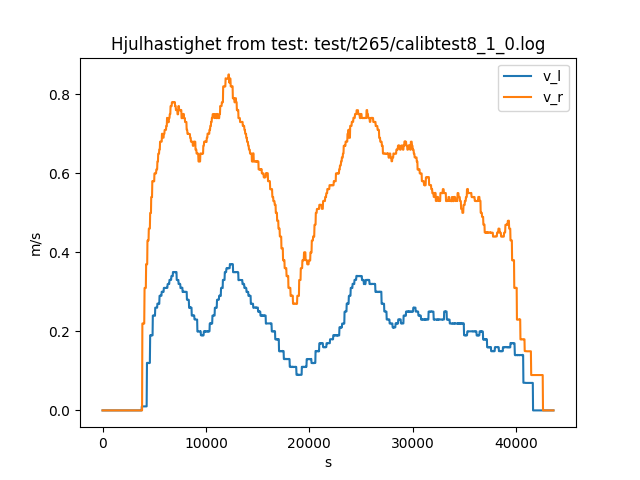 Hjulhastighet from test: test/t265/calibtest8_1_0.log
v_l
v_r
m/s
0.8
0.6
0.4
0.2
0.0
0 10000 20000 30000 40000
s